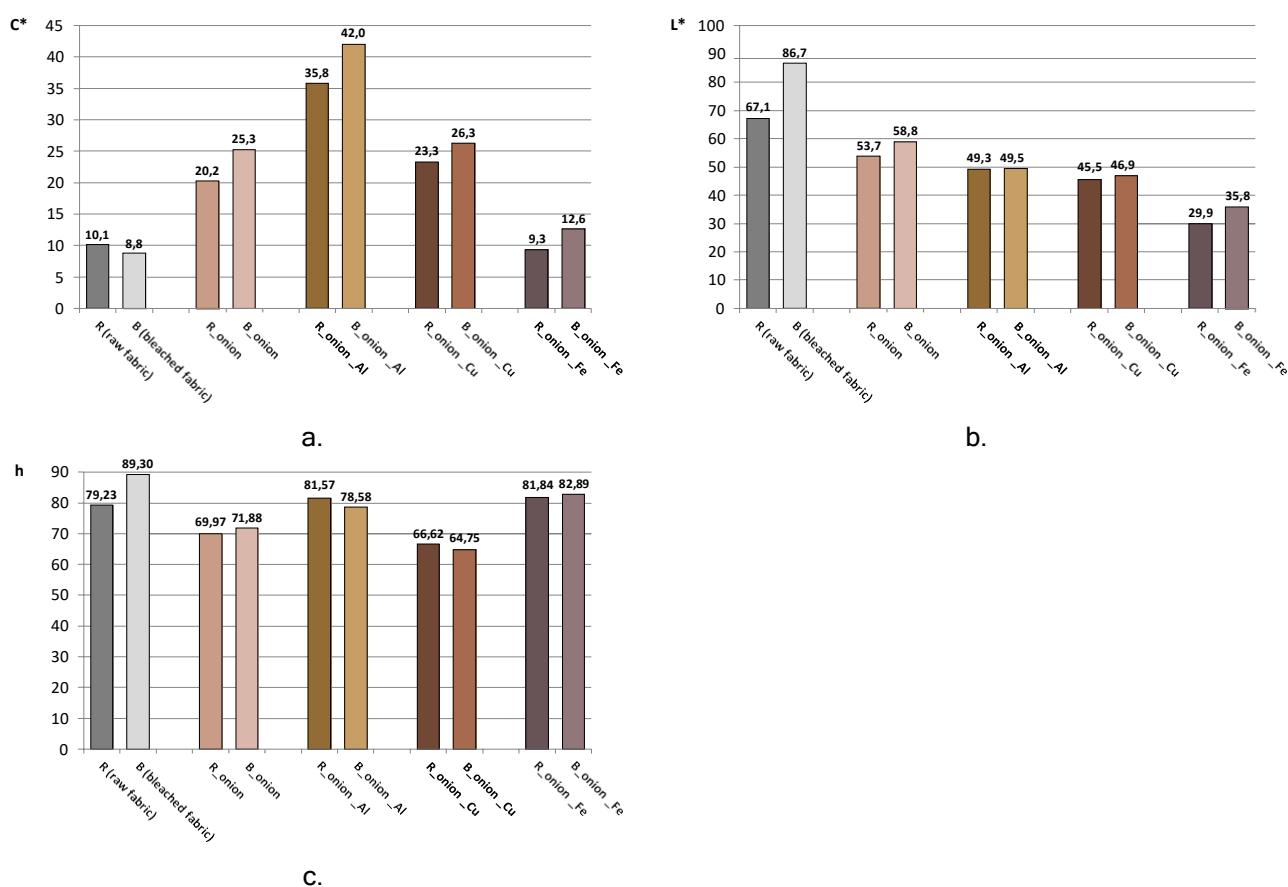 C*
45
40
35
30
25
20
15
10
5
0
10,1
8,8
20,2
25,3
35,8
42,0
23,3
26,3
9,3
12,6
R (raw fabric)
B (bleached fabric)
R_onion
B_onion
R_onion _Al
B_onion _Al
R_onion _Cu
B_onion _Cu
R_onion _Fe
B_onion _Fe
a.
L*
100
90
80
70
60
50
40
30
20
10
0
67,1
86,7
53,7
58,8
49,3
49,5
45,5
46,9
29,9
35,8
R (raw fabric)
B (bleached fabric)
R_onion
B_onion
R_onion _Al
B_onion _Al
R_onion _Cu
B_onion _Cu
R_onion _Fe
B_onion _Fe
b.
h
90
80
70
60
50
40
30
20
10
0
79,23
89,30
69,97
71,88
81,57
78,58
66,62
64,75
81,84
82,89
R (raw fabric)
B (bleached fabric)
R_onion
B_onion
R_onion _Al
B_onion _Al
R_onion _Cu
B_onion _Cu
R_onion _Fe
B_onion _Fe
c.